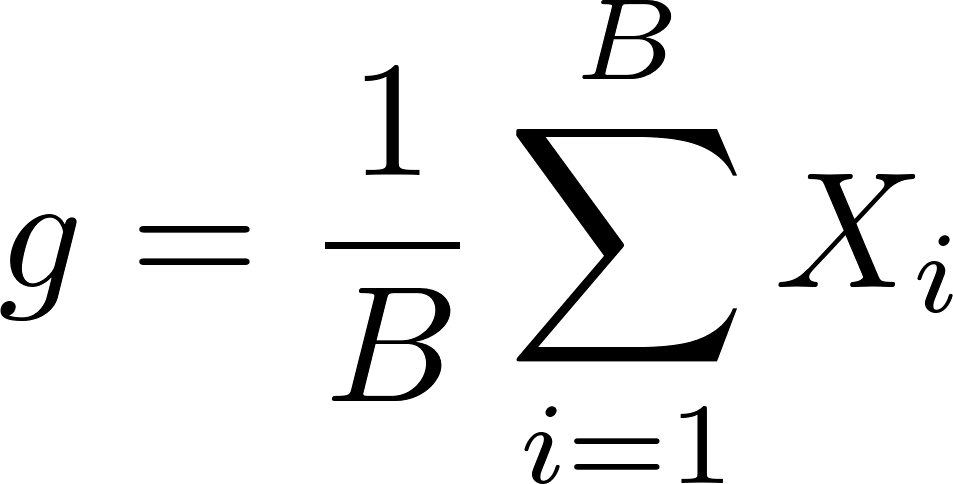 g = \frac{1}{B} \sum_{i=1}^{B} X_i